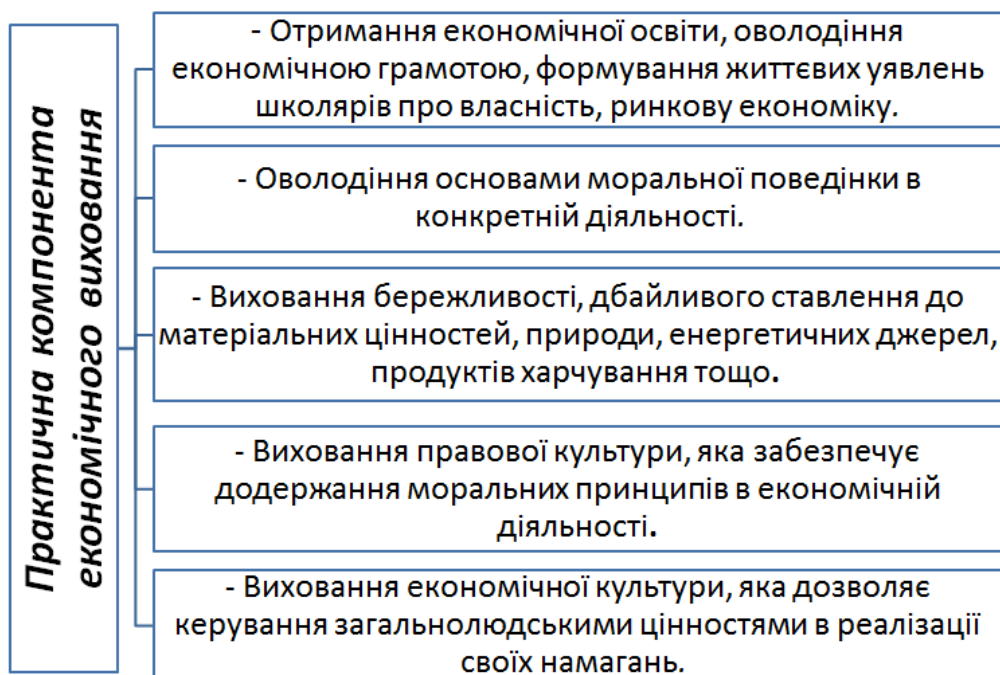 Практична компонента
економічного виховання
- Отримання економічної освіти, оволодіння
економічною грамотою, формування життєвих уявлень
школярів про власність, ринкову економіку.
- Оволодіння основами моральної поведінки в
конкретній діяльності.
- Виховання бережливості, дбайливого ставлення до
матеріальних цінностей, природи, енергетичних джерел,
продуктів харчування тощо.
- Виховання правової культури, яка забезпечує
додержання моральних принципів в економічній
діяльності.
- Виховання економічної культури, яка дозволяє
керування загальнолюдськими цінностями в реалізації
своїх намагань.